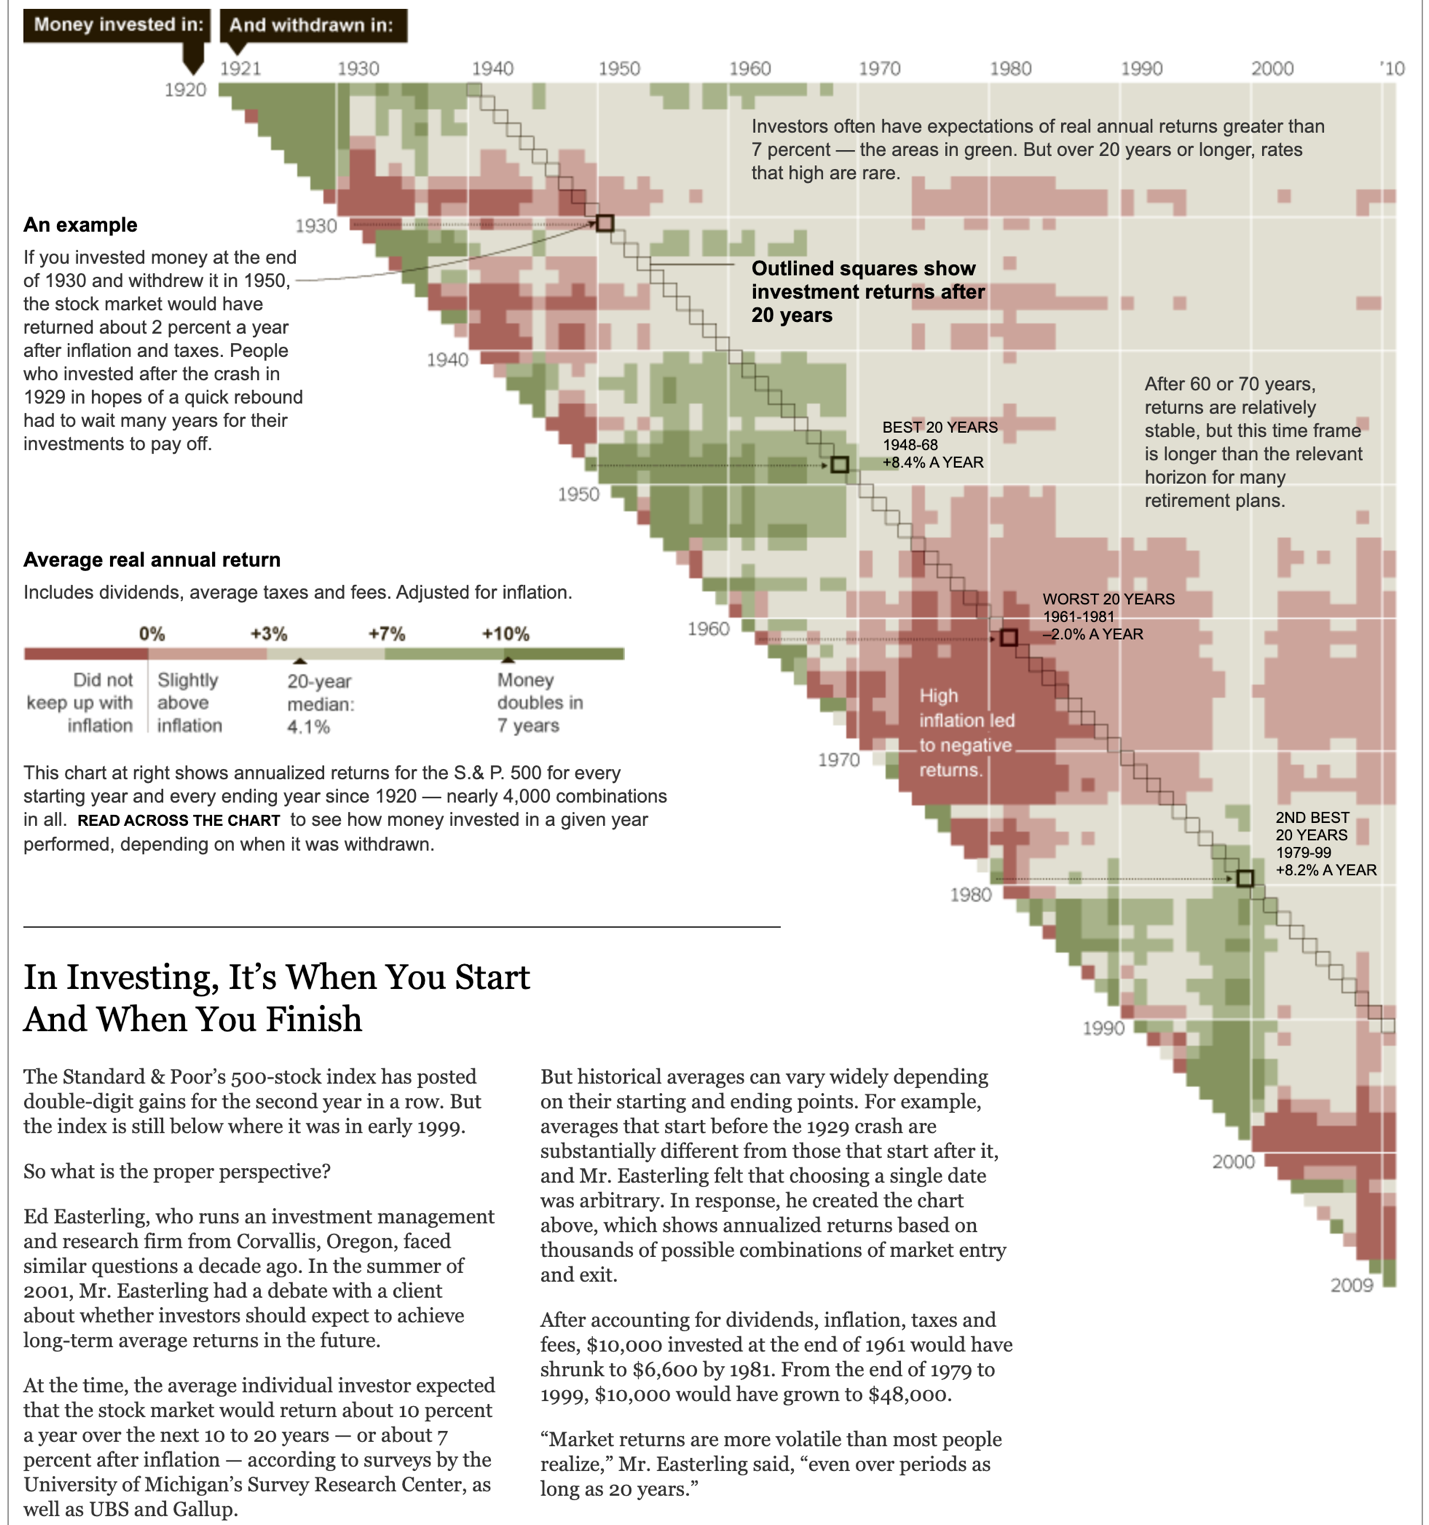 Money invested in:
And withdrawn in:
1921 1930 1940 1950 1960 1970 1980 1990 2000 '10
1920
Investors often have expectations of real annual returns greater than
7 percent — the areas in green. But over 20 years or longer, rates
that high are rare.
An example
1930
If you invested money at the end
of 1930 and withdrew it in 1950,
the stock market would have
returned about 2 percent a year
after inflation and taxes. People
who invested after the crash in
1929 in hopes of a quick rebound
had to wait many years for their
investments to pay off.
Outlined squares show
investment returns after
20 years
1940
After 60 or 70 years,
returns are relatively
stable, but this time frame
is longer than the relevant
horizon for many
retirement plans.
BEST 20 YEARS
1948-68
+8.4% A YEAR
1950
Average real annual return
Includes dividends, average taxes and fees. Adjusted for inflation.
0% +3% +7% +10%
Did not
keep up with
inflation
Slightly
above
inflation
20-year
median:
4.1%
Money
doubles in
7 years
WORST 20 YEARS
1961-1981
–2.0% A YEAR
1960
High
inflation led
to negative
returns.
1970
This chart at right shows annualized returns for the S.& P. 500 for every
starting year and every ending year since 1920 — nearly 4,000 combinations
in all. READ ACROSS THE CHART to see how money invested in a given year
performed, depending on when it was withdrawn.
2ND BEST
20 YEARS
1979-99
+8.2% A YEAR
1980
1990
2000
2009
In Investing, It’s When You Start
And When You Finish
The Standard & Poor’s 500-stock index has posted
double-digit gains for the second year in a row. But
the index is still below where it was in early 1999.
So what is the proper perspective?
Ed Easterling, who runs an investment management
and research firm from Corvallis, Oregon, faced
similar questions a decade ago. In the summer of
2001, Mr. Easterling had a debate with a client
about whether investors should expect to achieve
long-term average returns in the future.
At the time, the average individual investor expected
that the stock market would return about 10 percent
a year over the next 10 to 20 years — or about 7
percent after inflation — according to surveys by the
University of Michigan’s Survey Research Center, as
well as UBS and Gallup.
But historical averages can vary widely depending
on their starting and ending points. For example,
averages that start before the 1929 crash are
substantially different from those that start after it,
and Mr. Easterling felt that choosing a single date
was arbitrary. In response, he created the chart
above, which shows annualized returns based on
thousands of possible combinations of market entry
and exit.
After accounting for dividends, inflation, taxes and
fees, $10,000 invested at the end of 1961 would have
shrunk to $6,600 by 1981. From the end of 1979 to
1999, $10,000 would have grown to $48,000.
“Market returns are more volatile than most people
realize,” Mr. Easterling said, “even over periods as
long as 20 years.”